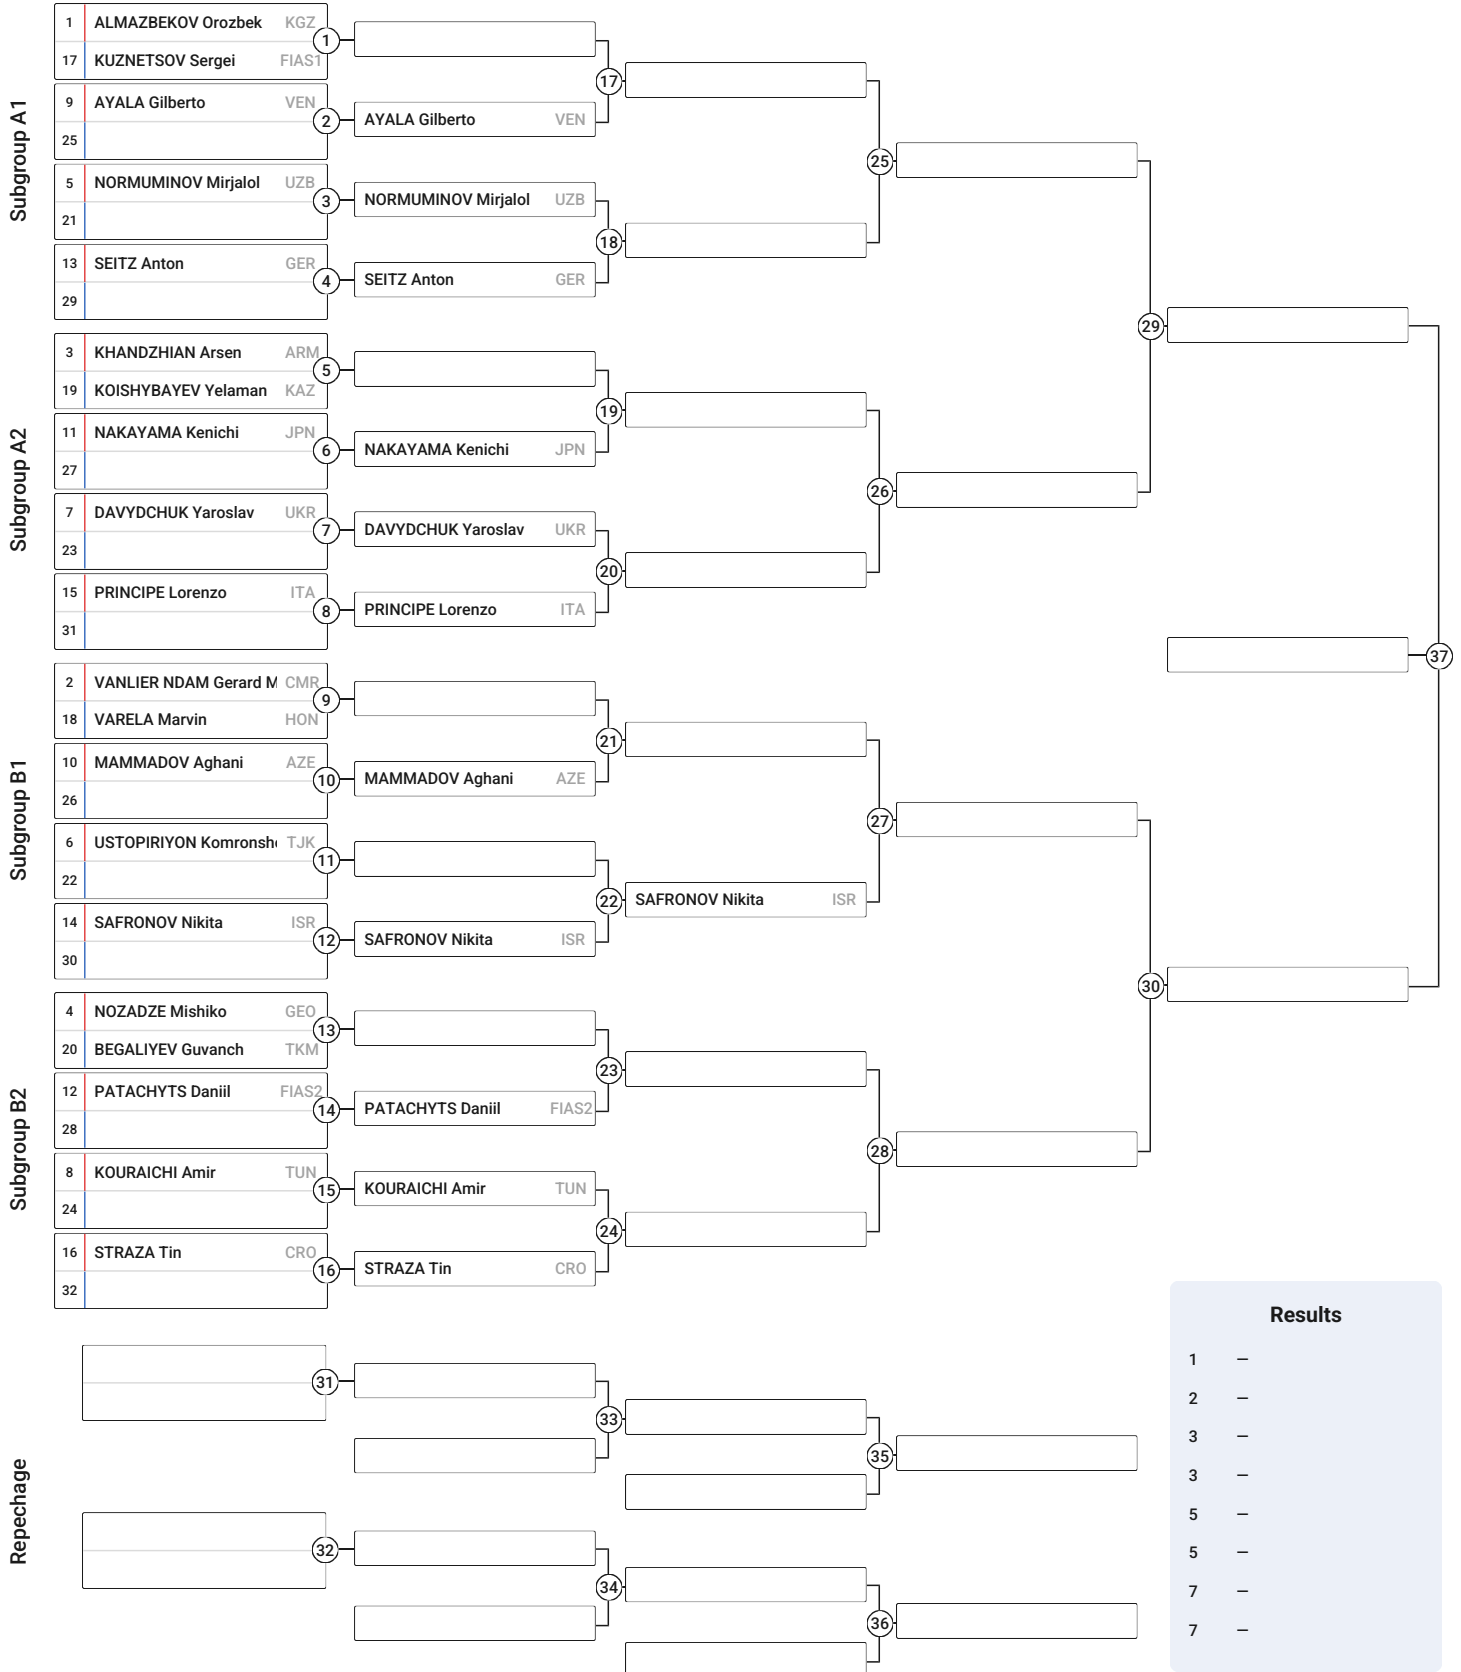 Subgroup A1
1 ALMAZBEKOV Orozbek KGZ
17 KUZNETSOV Sergei FIAS1
1
9 AYALA Gilberto VEN
25
2
AYALA Gilberto VEN
17
5 NORMUMINOV Mirjalol UZB
21
3
NORMUMINOV Mirjalol UZB
13 SEITZ Anton GER
29
4
SEITZ Anton GER
18
25
Subgroup A2
3 KHANDZHIAN Arsen ARM
19 KOISHYBAYEV Yelaman KAZ
5
11 NAKAYAMA Kenichi JPN
27
6
NAKAYAMA Kenichi JPN
19
7 DAVYDCHUK Yaroslav UKR
23
7
DAVYDCHUK Yaroslav UKR
15 PRINCIPE Lorenzo ITA
31
8
PRINCIPE Lorenzo ITA
20
26
29
Subgroup B1
2 VANLIER NDAM Gerard M CMR
18 VARELA Marvin HON
9
10 MAMMADOV Aghani AZE
26
10
MAMMADOV Aghani AZE
21
6 USTOPIRIYON Komronsh TJK
22
11
14 SAFRONOV Nikita ISR
30
12
SAFRONOV Nikita ISR
22
SAFRONOV Nikita ISR
27
Subgroup B2
4 NOZADZE Mishiko GEO
20 BEGALIYEV Guvanch TKM
13
12 PATACHYTS Daniil FIAS2
28
14
PATACHYTS Daniil FIAS2
23
8 KOURAICHI Amir TUN
24
15
KOURAICHI Amir TUN
16 STRAZA Tin CRO
32
16
STRAZA Tin CRO
24
28
30
37
Repechage
31
33
35
32
34
36
Results
1 –
2 –
3 –
3 –
5 –
5 –
7 –
7 –